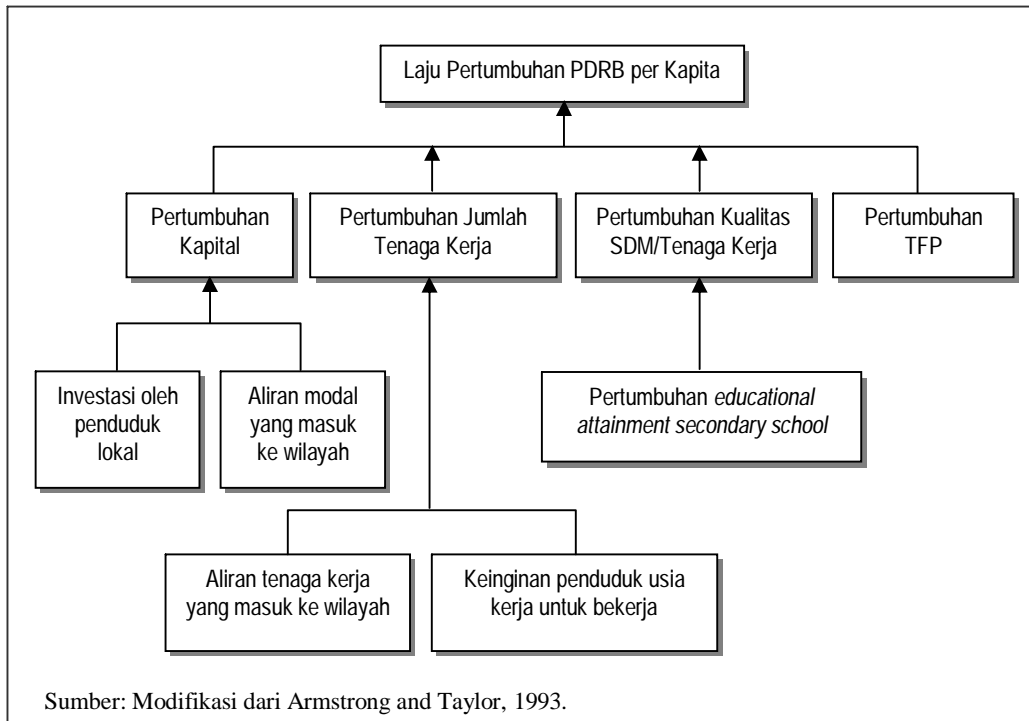 Laju Pertumbuhan PDRB per Kapita
Pertumbuhan
Kapital
Pertumbuhan Jumlah
Tenaga Kerja
Pertumbuhan Kualitas
SDM/Tenaga Kerja
Pertumbuhan
TFP
Investasi oleh
penduduk
lokal
Aliran modal
yang masuk
ke wilayah
Pertumbuhan educational
attainment secondary school
Aliran tenaga kerja
yang masuk ke wilayah
Keinginan penduduk usia
kerja untuk bekerja
Sumber: Modifikasi dari Armstrong and Taylor, 1993.